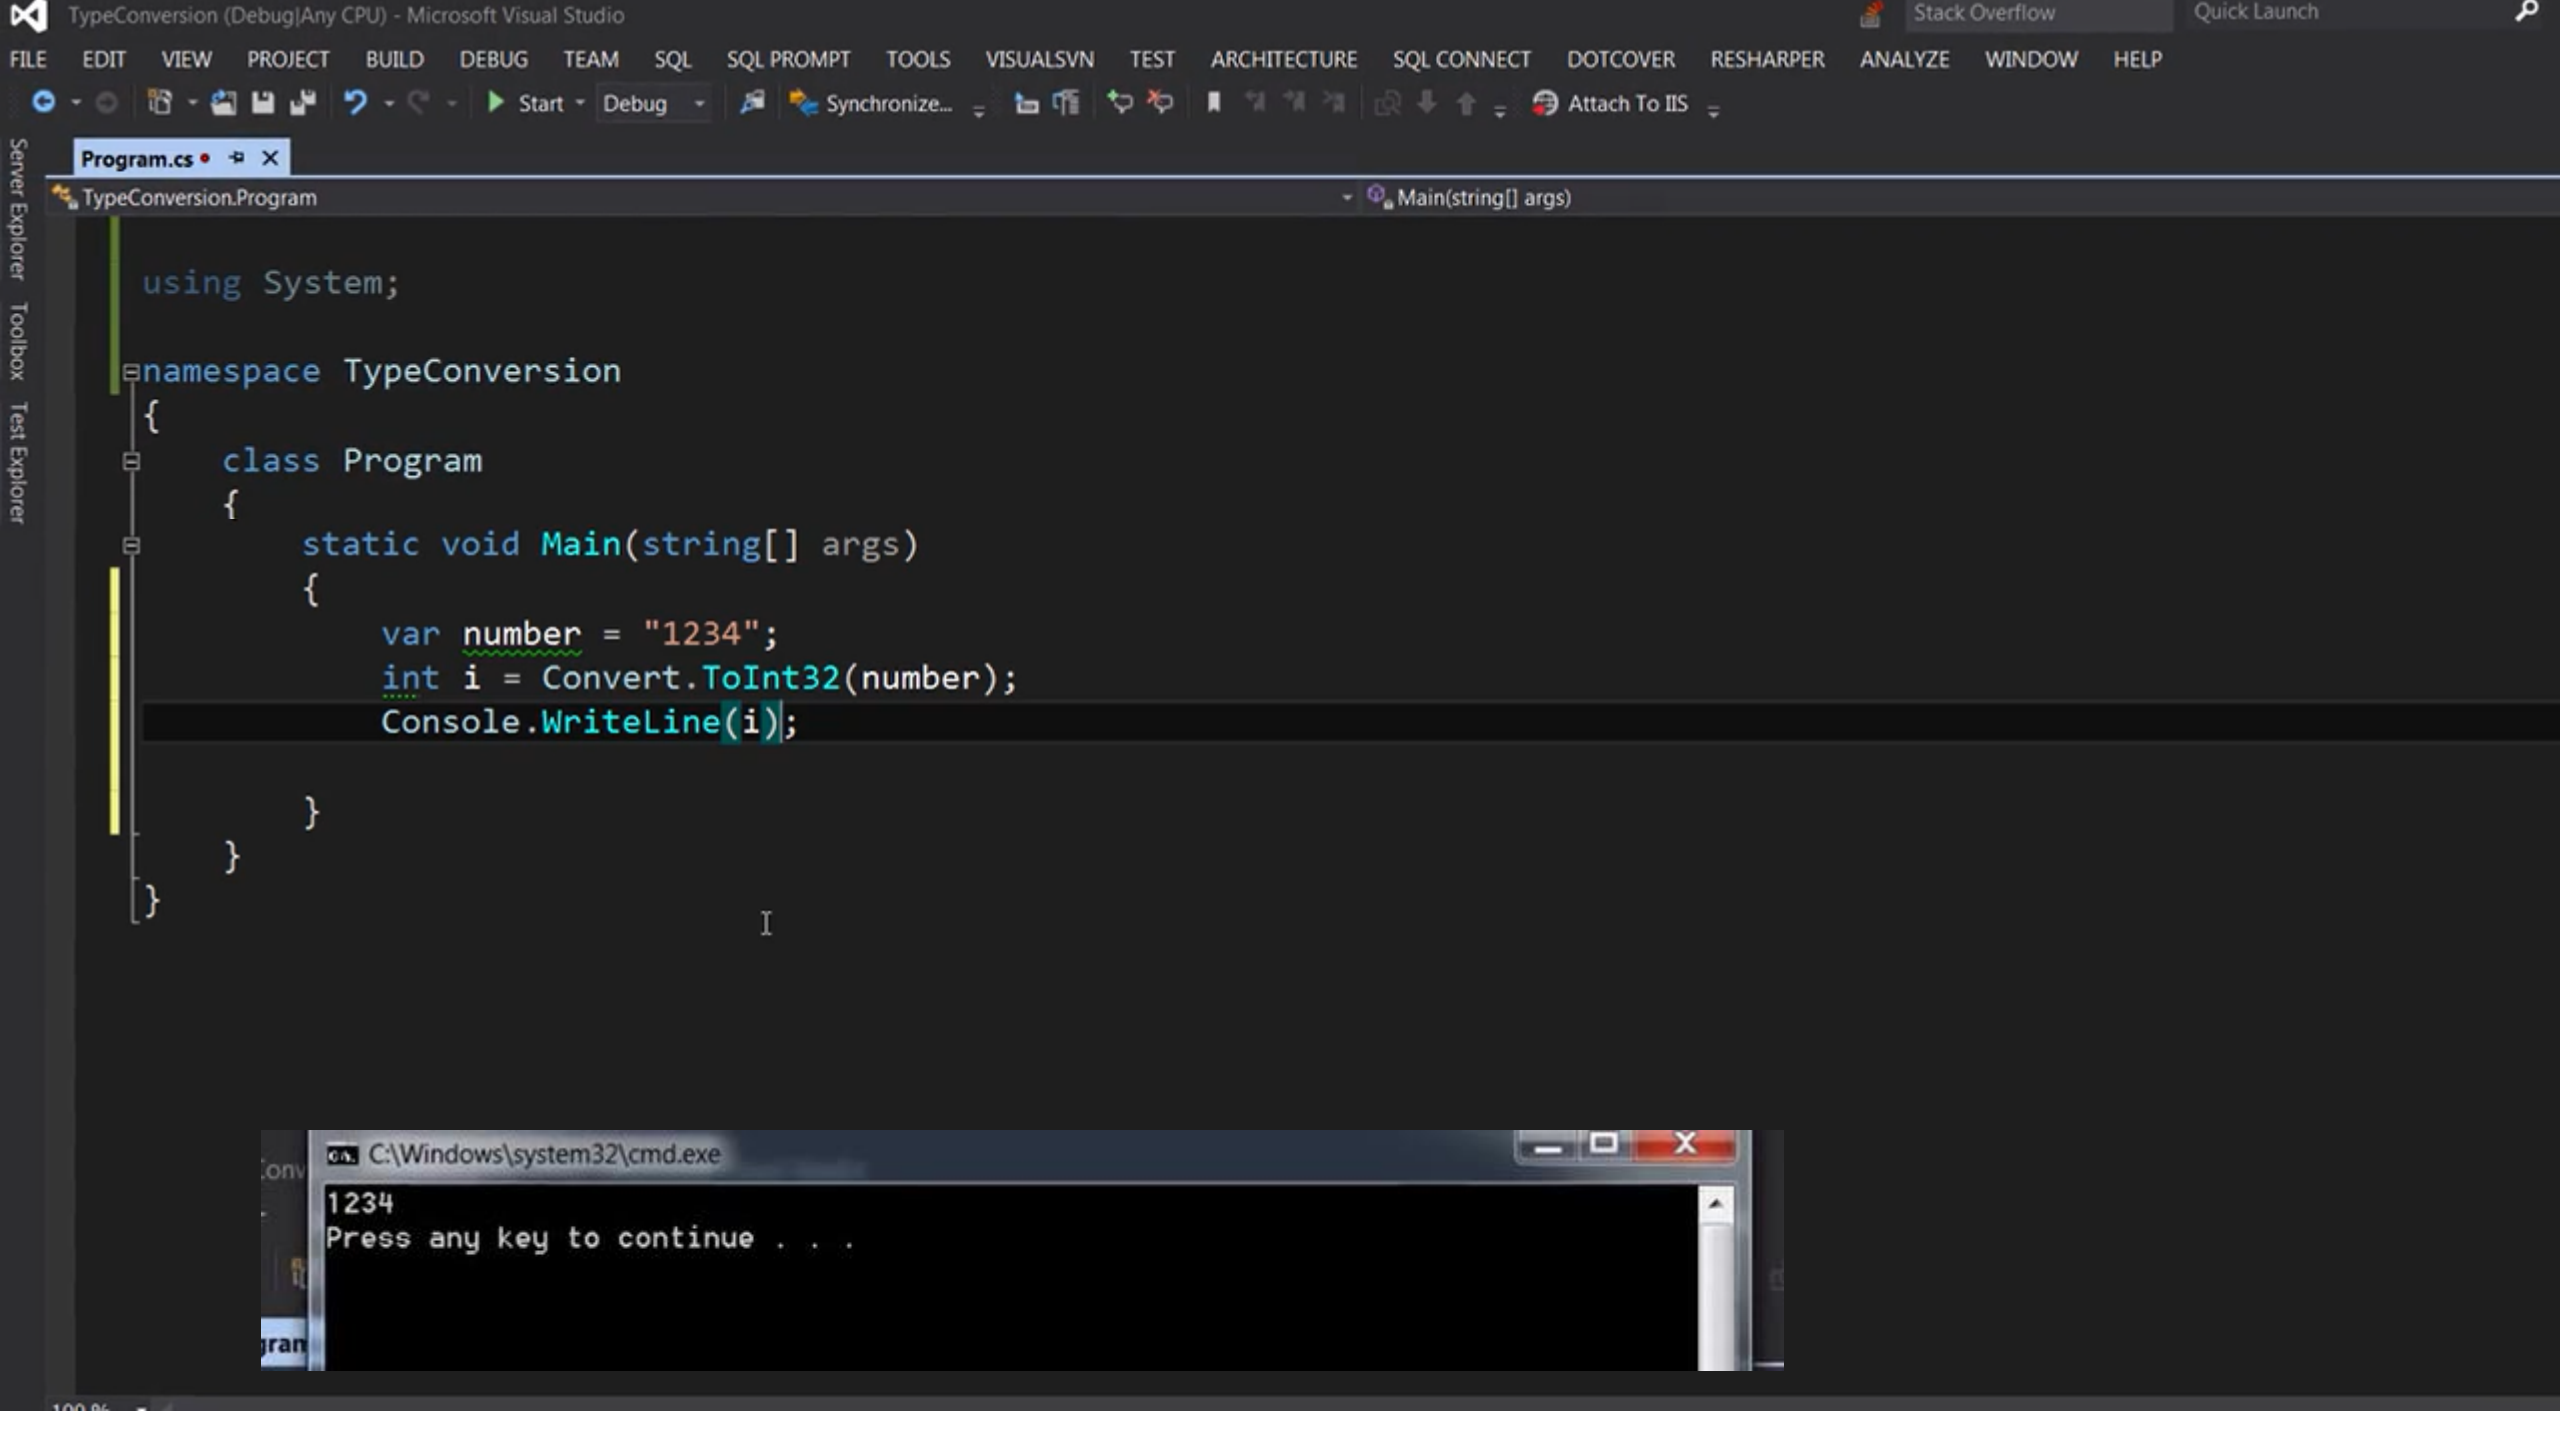 TypeConversion (Debug|Any CPU) - Microsoft Visual Studio
Stack Overflow
Quick Launch
FILE EDIT VIEW PROJECT BUILD DEBUG TEAM SQL SQL PROMPT TOOLS VISUALSVN TEST ARCHITECTURE SQL CONNECT DOTCOVER RESHARPER ANALYZE WINDOW HELP
Start Debug Synchronize... Attach To IIS
Server Explorer
Toolbox
Test Explorer
Program.cs
TypeConversion.Program
Main(string[] args)
using System;
namespace TypeConversion
{
class Program
{
static void Main(string[] args)
{
var number = "1234";
int i = Convert.ToInt32(number);
Console.WriteLine(i);
}
}
}
C:\Windows\system32\cmd.exe
1234
Press any key to continue . . .